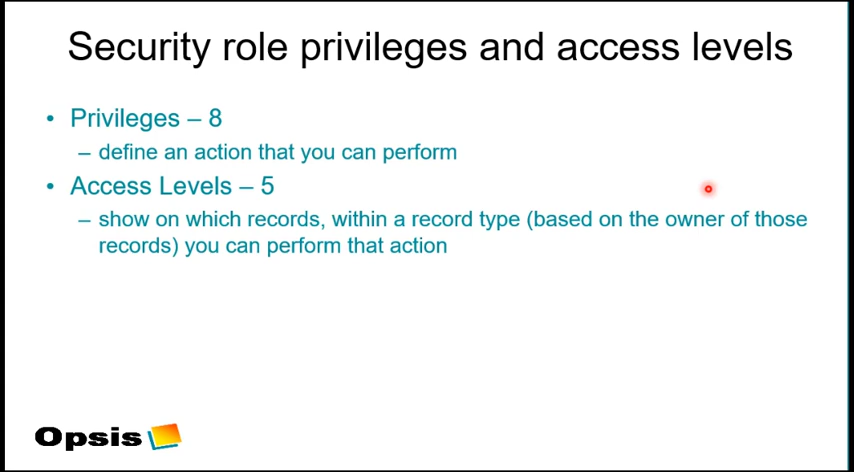 Security role privileges and access levels
• Privileges – 8
– define an action that you can perform
• Access Levels – 5
– show on which records, within a record type (based on the owner of those
records) you can perform that action
Opsis